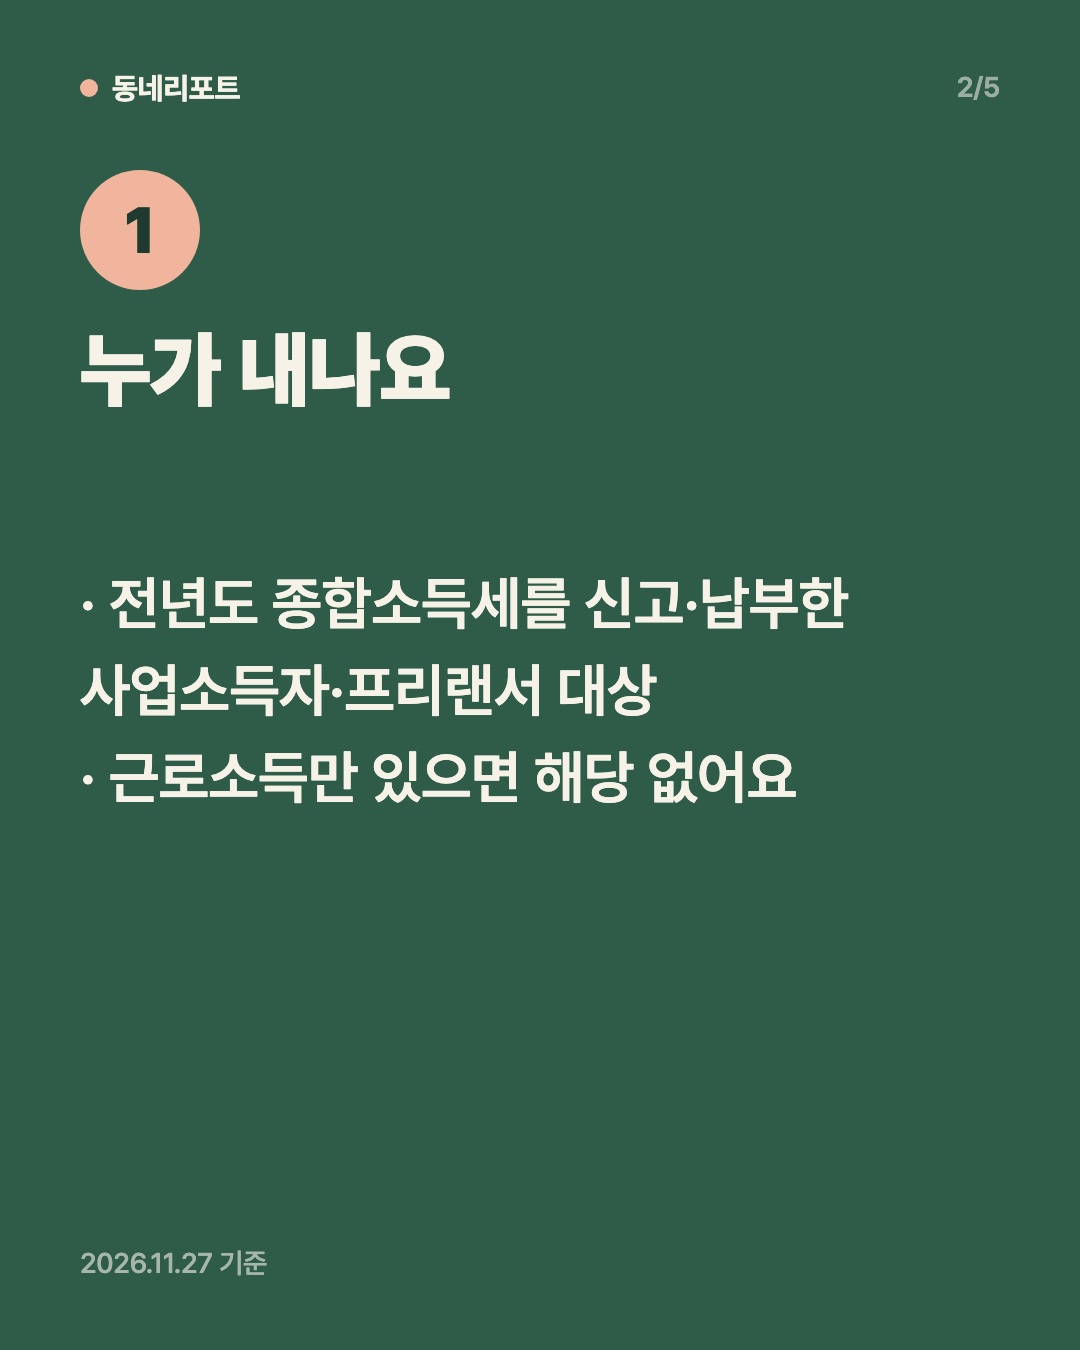 동네리포트
2/5
1
누가 내나요
· 전년도 종합소득세를 신고·납부한
사업소득자·프리랜서 대상
· 근로소득만 있으면 해당 없어요
2026.11.27 기준